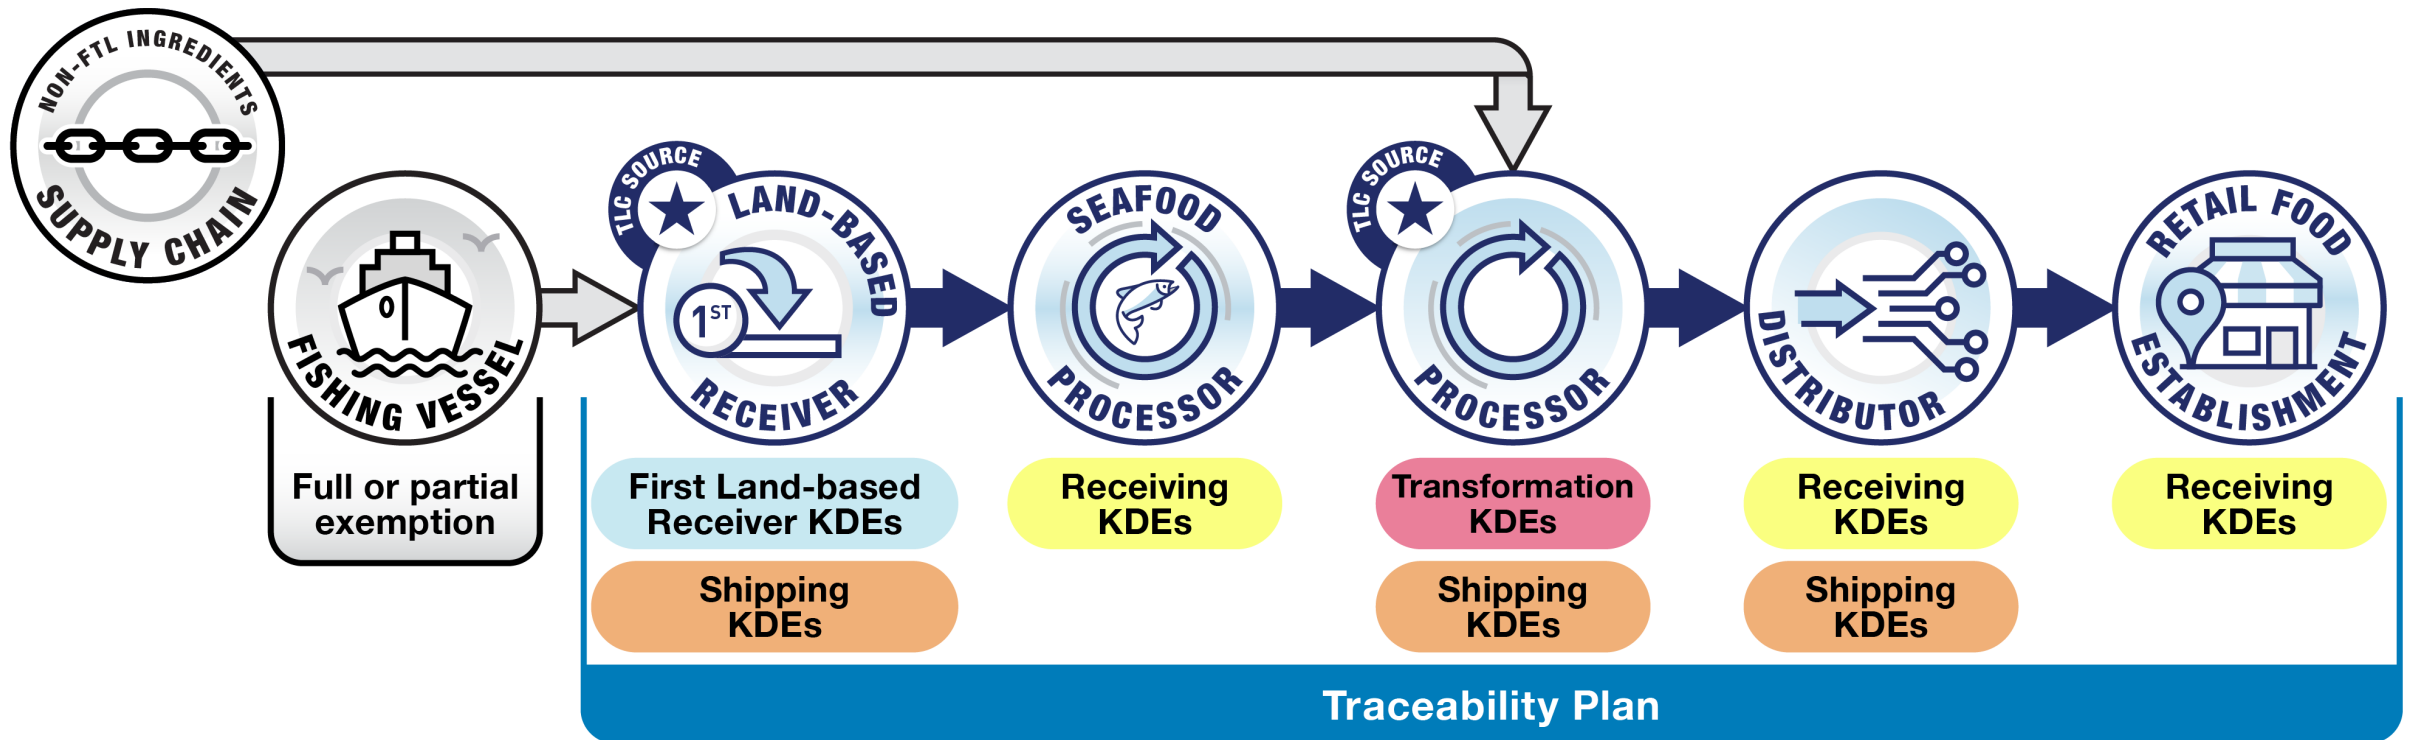 NON-FTL INGREDIENTS
SUPPLY CHAIN
FISHING VESSEL
Full or partial
exemption
TLC SOURCE
LAND-BASED
1ST
RECEIVER
First Land-based
Receiver KDEs
Shipping
KDEs
SEAFOOD
PROCESSOR
Receiving
KDEs
TLC SOURCE
PROCESSOR
Transformation
KDEs
Shipping
KDEs
DISTRIBUTOR
Receiving
KDEs
Shipping
KDEs
RETAIL FOOD
ESTABLISHMENT
Receiving
KDEs
Traceability Plan